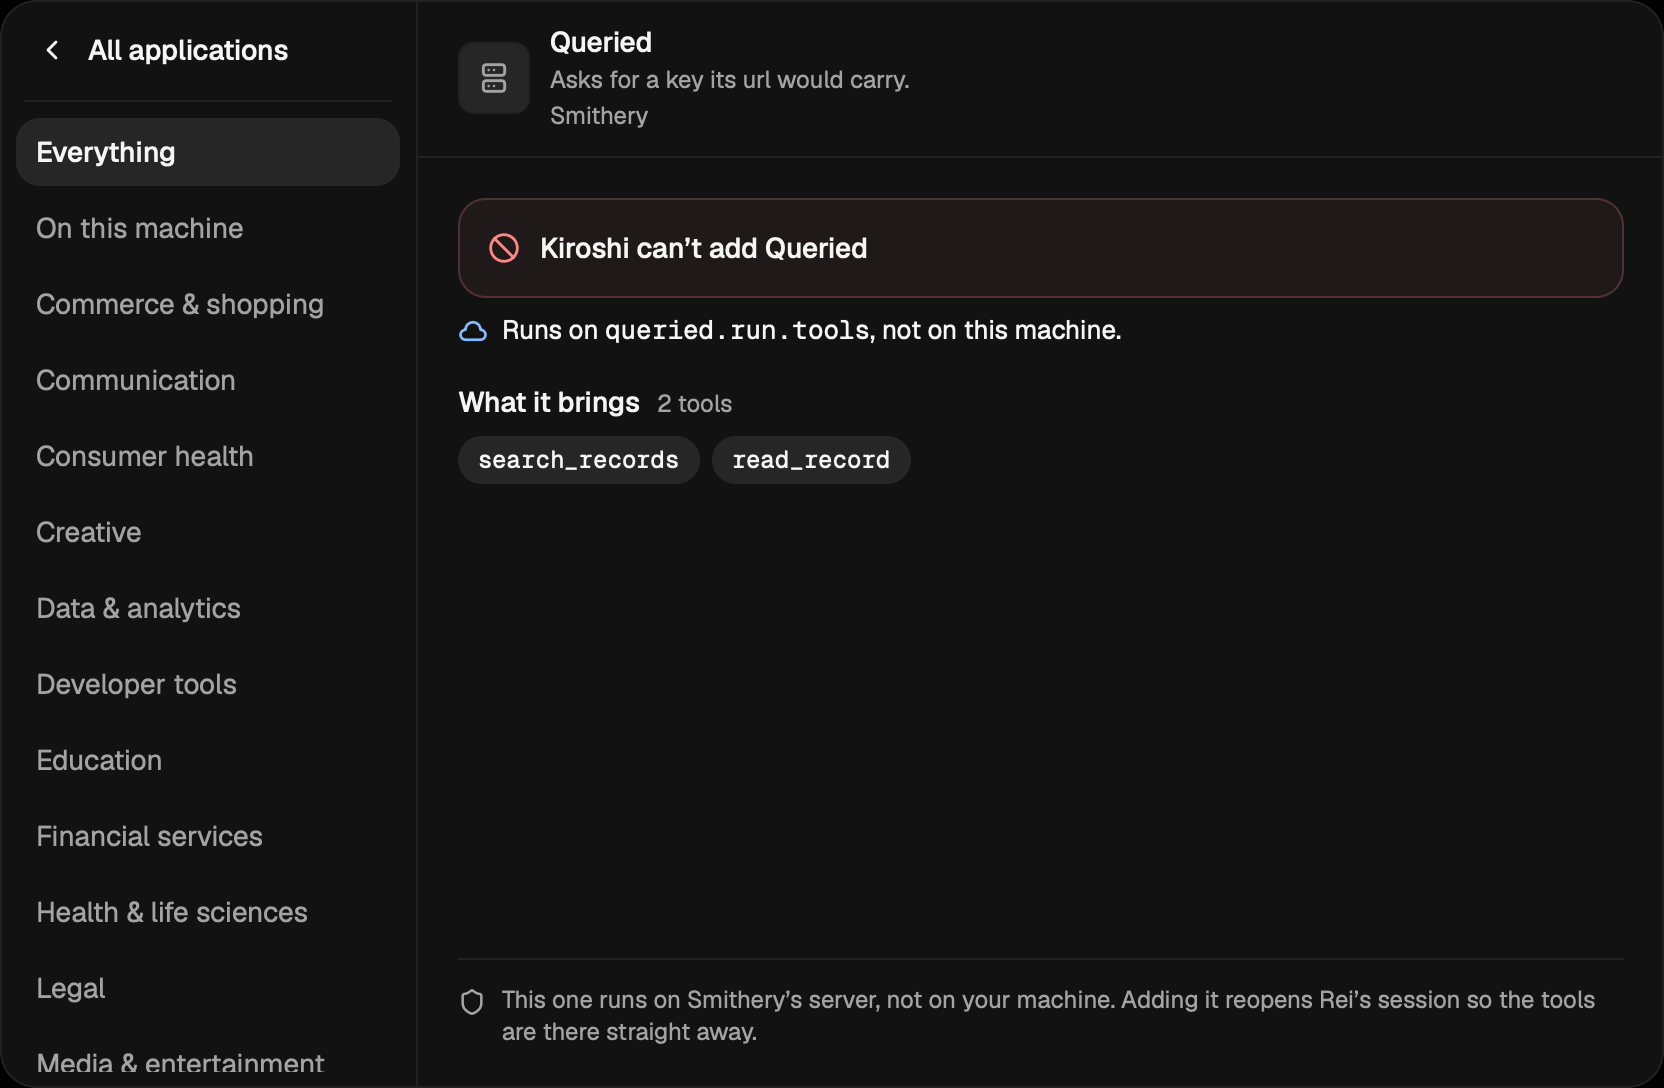 All applications
Everything
On this machine
Commerce & shopping
Communication
Consumer health
Creative
Data & analytics
Developer tools
Education
Financial services
Health & life sciences
Legal
Media & entertainment
Queried
Asks for a key its url would carry.
Smithery
Kiroshi can’t add Queried
Runs on queried.run.tools, not on this machine.
What it brings 2 tools
search_records read_record
This one runs on Smithery’s server, not on your machine. Adding it reopens Rei’s session so the tools
are there straight away.